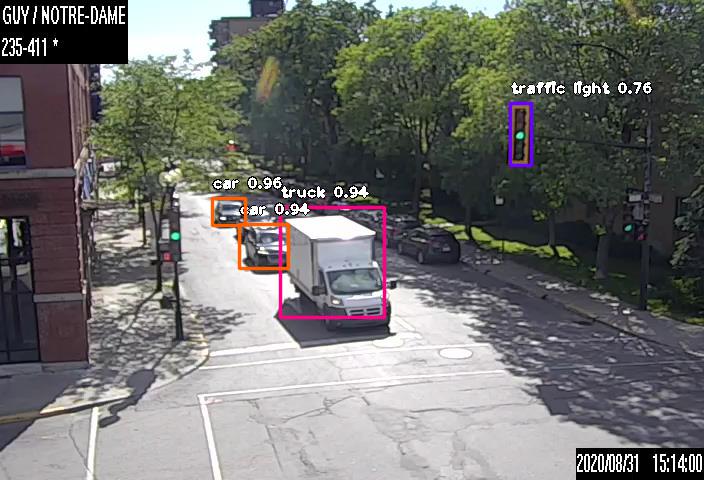 GUY / NOTRE-DAME
235-411 *
traffic light 0.76
car 0.96
truck 0.94
car 0.94
2020/08/31 15:14:00